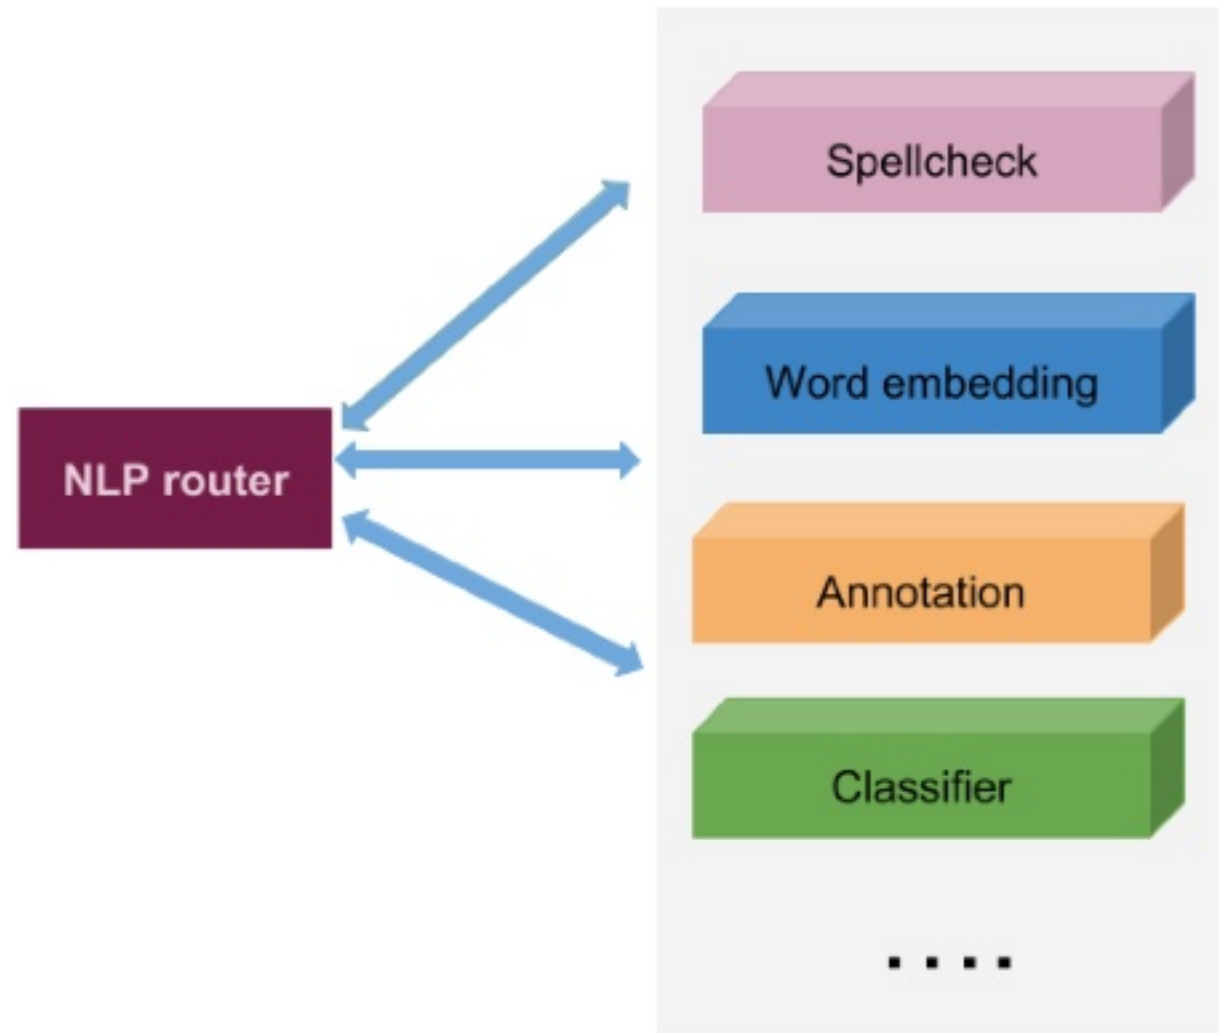 Spellcheck
Word embedding
NLP router
Annotation
Classifier
. . . .